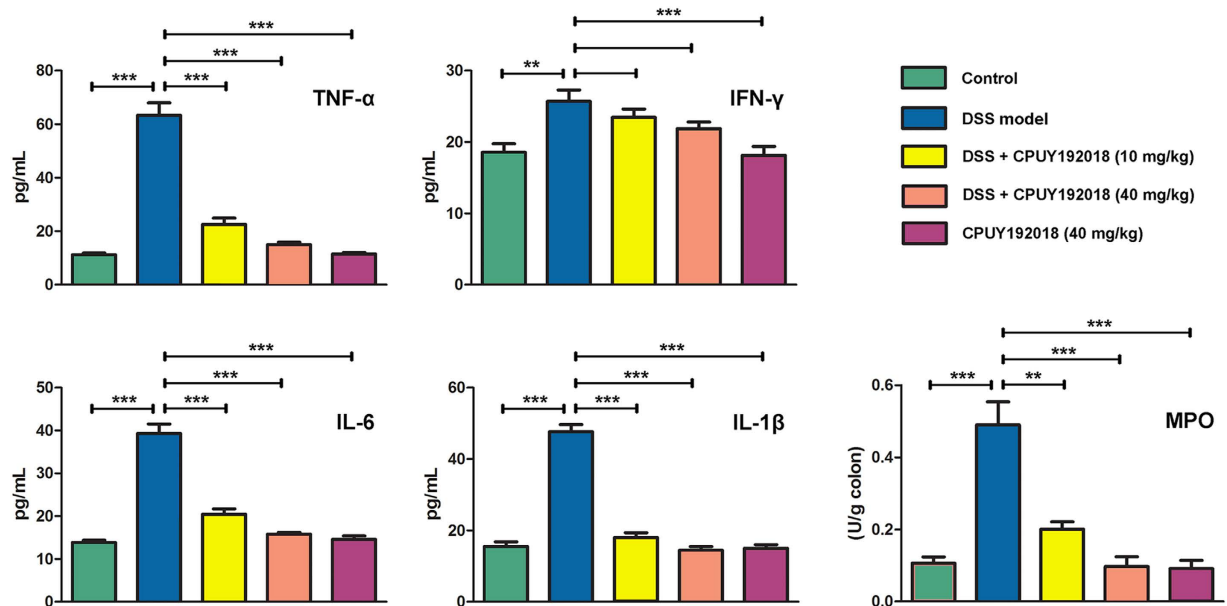 ***
***
*** ***
80
60
40
20
0
pg/mL
TNF-α
***
**
30
20
10
0
pg/mL
IFN-γ
Control
DSS model
DSS + CPUY192018 (10 mg/kg)
DSS + CPUY192018 (40 mg/kg)
CPUY192018 (40 mg/kg)
***
***
*** ***
50
40
30
20
10
0
pg/mL
IL-6
***
***
*** ***
60
40
20
0
pg/mL
IL-1β
***
***
*** **
0.6
0.4
0.2
0.0
(U/g colon)
MPO